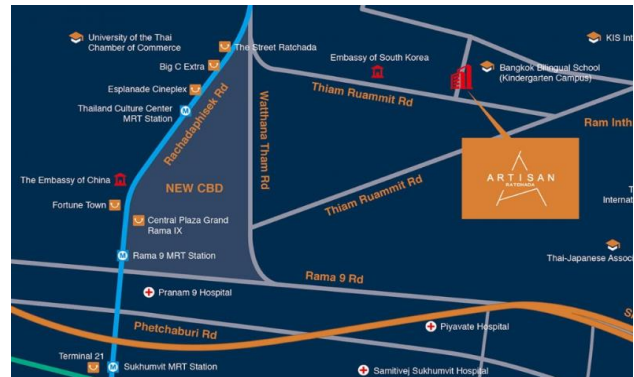 University of the Thai
Chamber of Commerce
The Street Ratchada
Big C Extra
Esplanade Cineplex
Thailand Culture Center
MRT Station
Rachadaphisek Rd
Watthana Tham Rd
Embassy of South Korea
Thiam Ruammit Rd
KIS Int
Bangkok Bilingual School
(Kindergarten Campus)
Ram Inth
ARTISAN
RATCHADA
The Embassy of China
NEW CBD
Thiam Ruammit Rd
Fortune Town
Central Plaza Grand
Rama IX
M
Rama 9 MRT Station
Rama 9 Rd
T
International
Thai-Japanese Associ
Pranam 9 Hospital
Phetchaburi Rd
Piyavate Hospital
Terminal 21
M
Sukhumvit MRT Station
Samitivej Sukhumvit Hospital